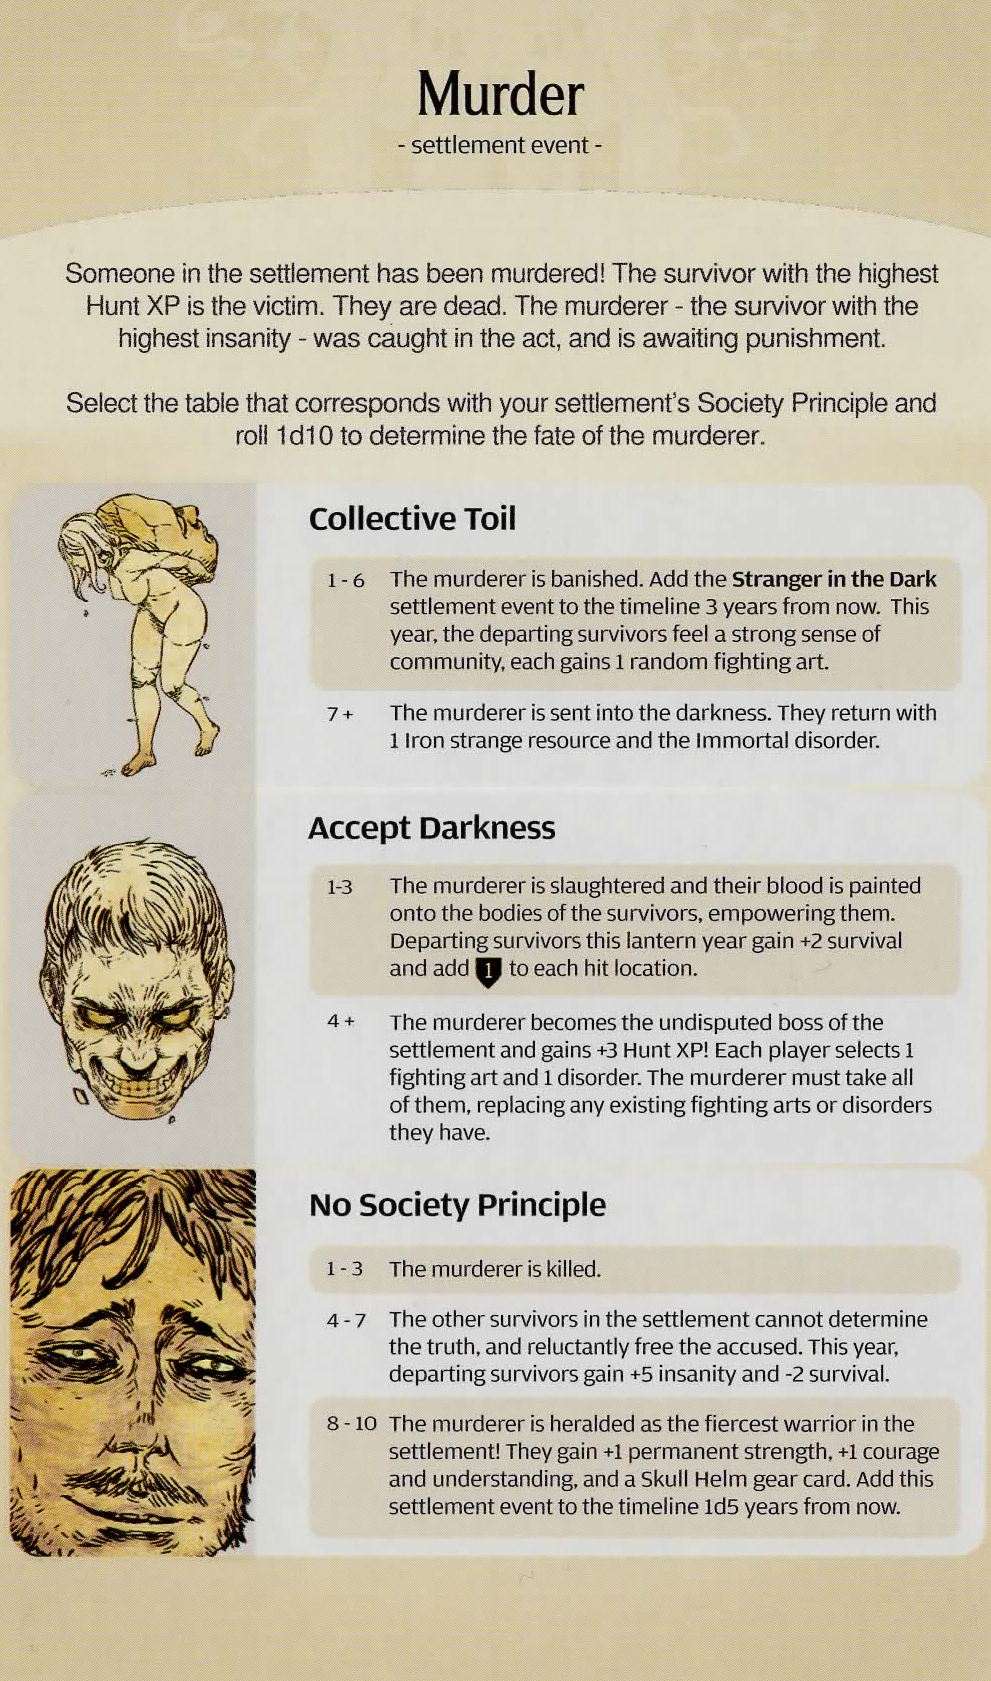 Murder
- settlement event -
Someone in the settlement has been murdered! The survivor with the highest
Hunt XP is the victim. They are dead. The murderer - the survivor with the
highest insanity - was caught in the act, and is awaiting punishment.
Select the table that corresponds with your settlement's Society Principle and
roll 1d10 to determine the fate of the murderer.
Collective Toil
1 - 6 The murderer is banished. Add the Stranger in the Dark
settlement event to the timeline 3 years from now. This
year, the departing survivors feel a strong sense of
community, each gains 1 random fighting art.
7 + The murderer is sent into the darkness. They return with
1 Iron strange resource and the Immortal disorder.
Accept Darkness
1-3 The murderer is slaughtered and their blood is painted
onto the bodies of the survivors, empowering them.
Departing survivors this lantern year gain +2 survival
and add 1 to each hit location.
4 + The murderer becomes the undisputed boss of the
settlement and gains +3 Hunt XP! Each player selects 1
fighting art and 1 disorder. The murderer must take all
of them, replacing any existing fighting arts or disorders
they have.
No Society Principle
1 - 3 The murderer is killed.
4 - 7 The other survivors in the settlement cannot determine
the truth, and reluctantly free the accused. This year,
departing survivors gain +5 insanity and -2 survival.
8 - 10 The murderer is heralded as the fiercest warrior in the
settlement! They gain +1 permanent strength, +1 courage
and understanding, and a Skull Helm gear card. Add this
settlement event to the timeline 1d5 years from now.